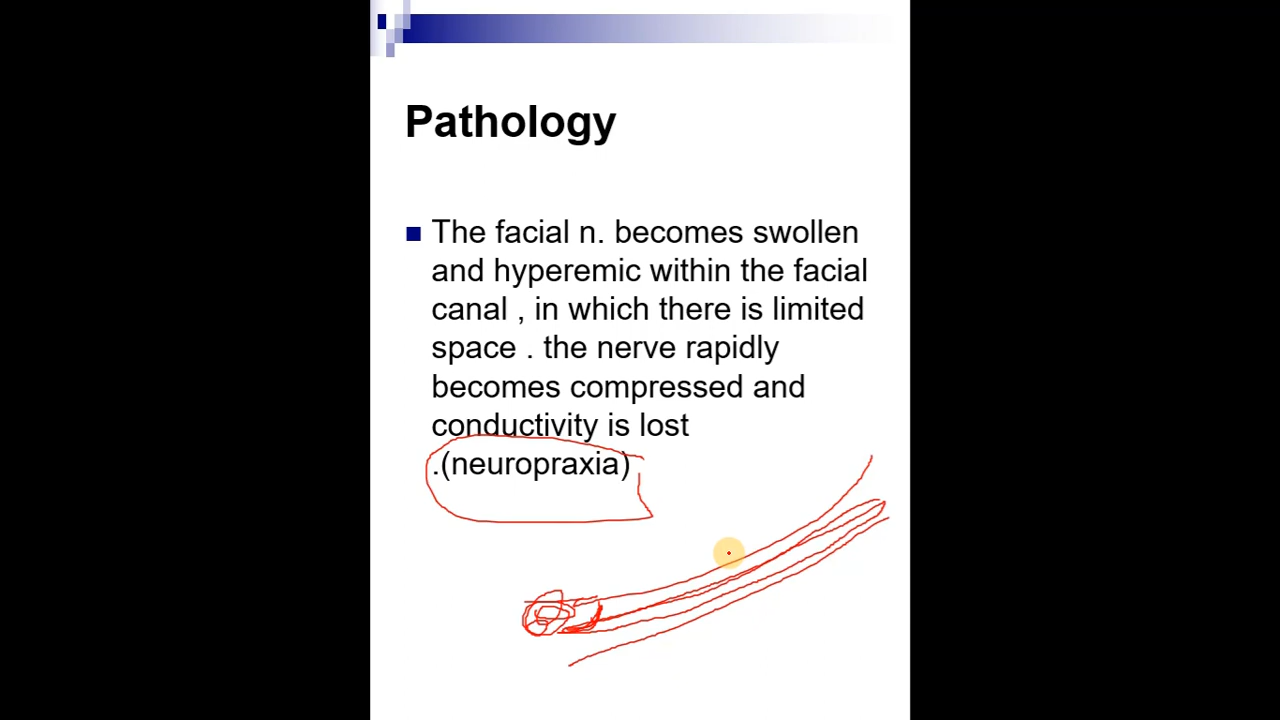 Pathology
The facial n. becomes swollen
and hyperemic within the facial
canal , in which there is limited
space . the nerve rapidly
becomes compressed and
conductivity is lost
.(neuropraxia)